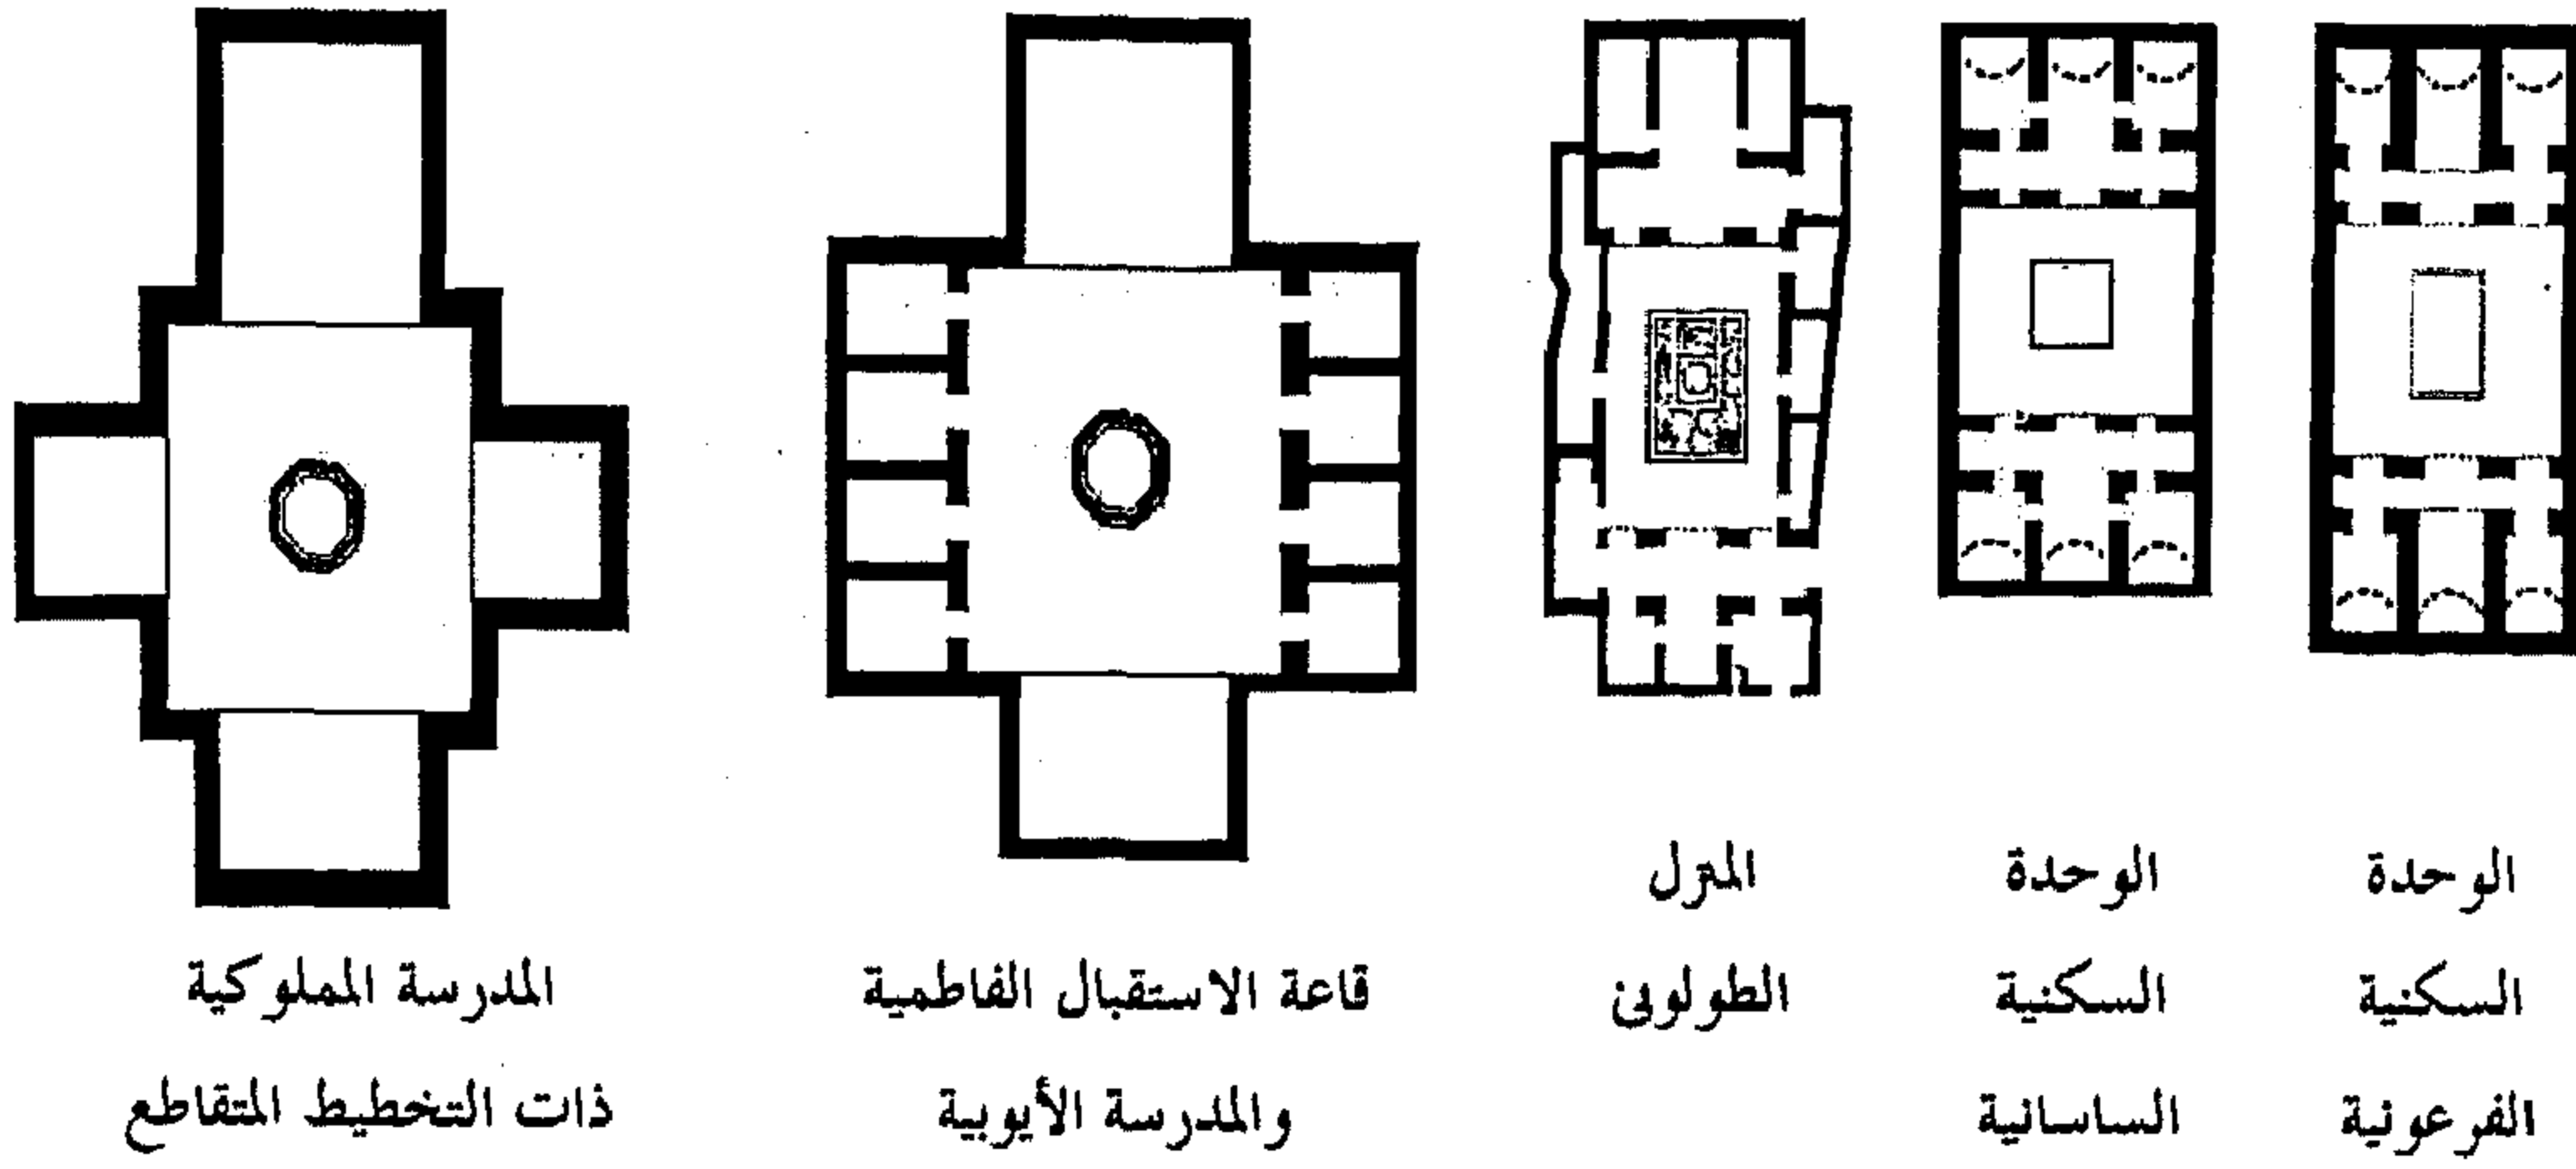 الوحدة
السكنية
الفرعونية
الوحدة
السكنية
الساسانية
المنزل
الطولونى
قاعة الاستقبال الفاطمية
والمدرسة الأيوبية
المدرسة المملوكية
ذات التخطيط المتقاطع